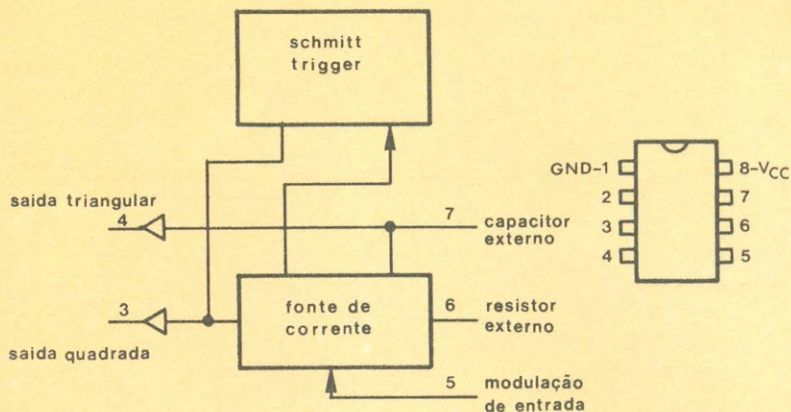 schmitt
trigger
saida triangular
4
7
capacitor
externo
3
saida quadrada
fonte de
corrente
6
resistor
externo
5
modulação
de entrada
GND-1
2
3
4
8-VCC
7
6
5